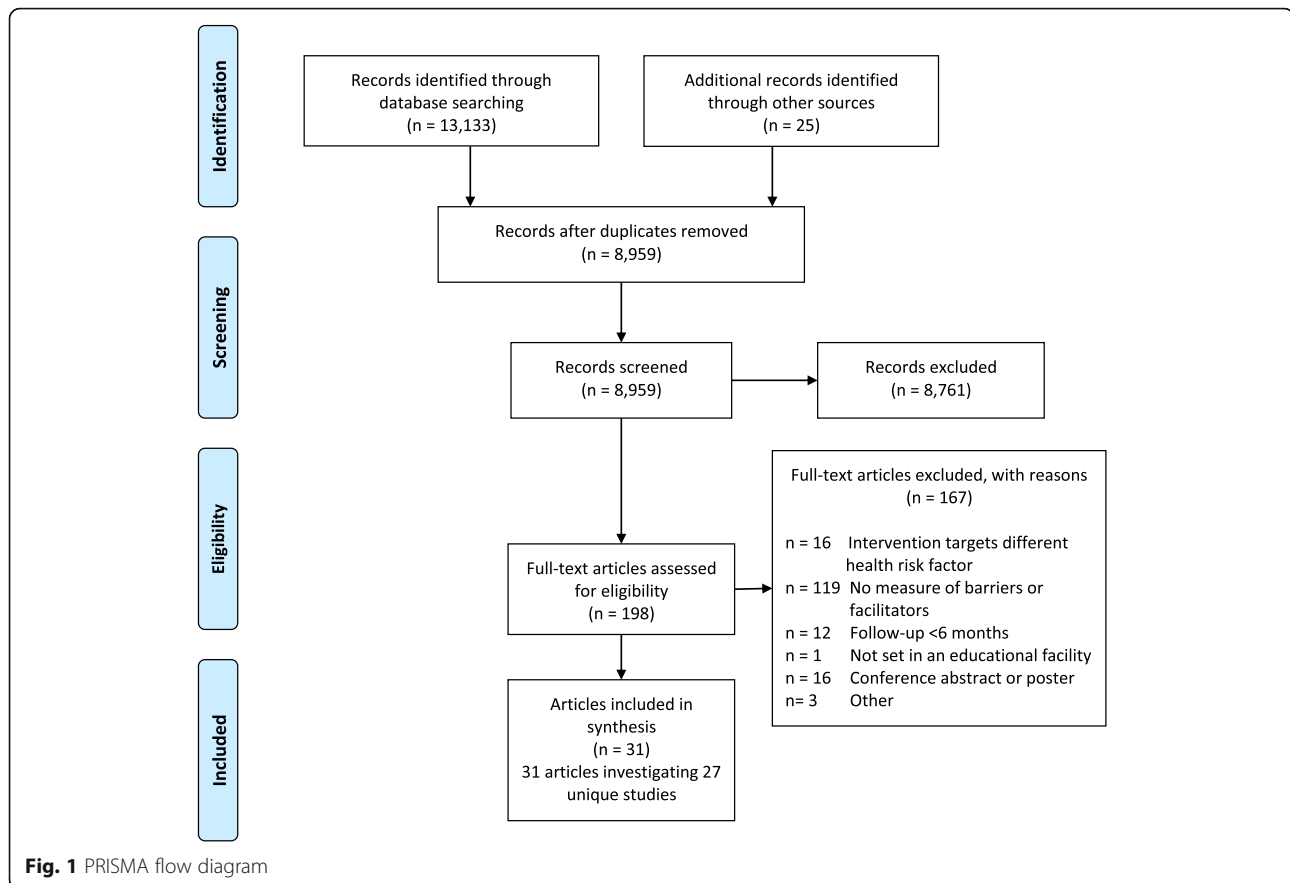 Identification
Records identified through
database searching
(n = 13,133)
Additional records identified
through other sources
(n = 25)
Records after duplicates removed
(n = 8,959)
Screening
Records screened
(n = 8,959)
Records excluded
(n = 8,761)
Eligibility
Full-text articles assessed
for eligibility
(n = 198)
Full-text articles excluded, with reasons
(n = 167)
n = 16 Intervention targets different
health risk factor
n = 119 No measure of barriers or
facilitators
n = 12 Follow-up <6 months
n = 1 Not set in an educational facility
n = 16 Conference abstract or poster
n= 3 Other
Included
Articles included in
synthesis
(n = 31)
31 articles investigating 27
unique studies
Fig. 1 PRISMA flow diagram